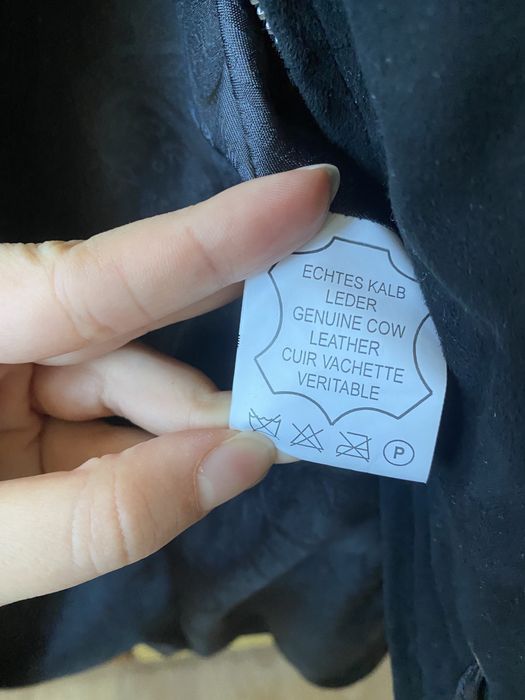 ECHTES KALB
LEDER
GENUINE COW
LEATHER
CUIR VACHETTE
VERITABLE
P